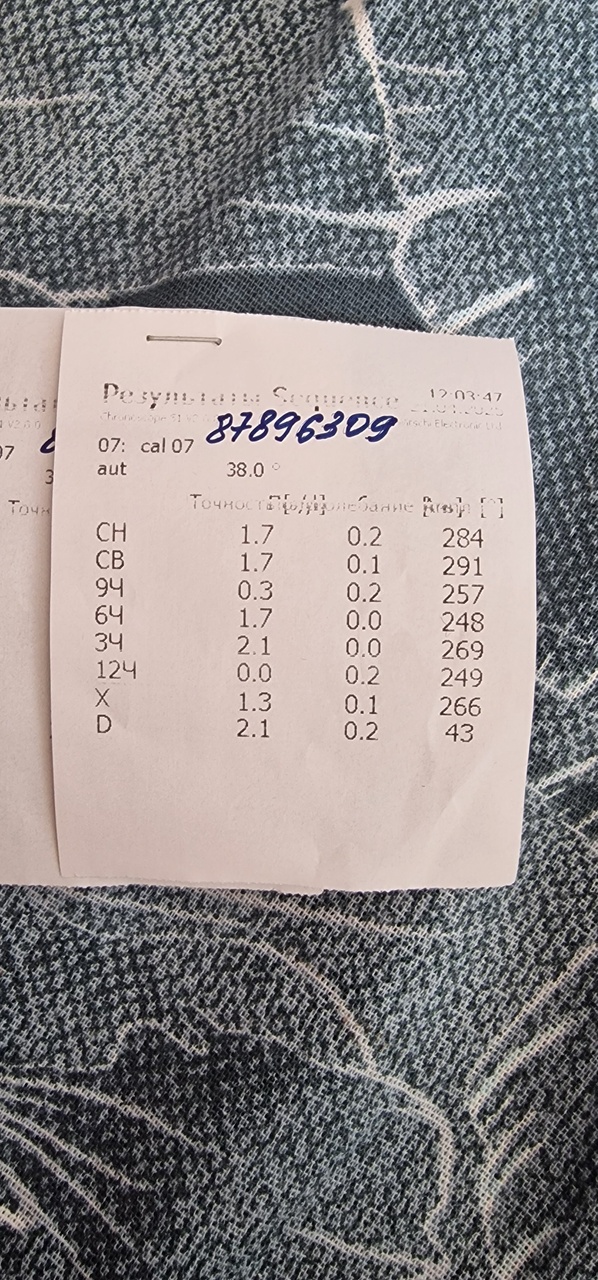 Результаты Sequence 12:03:47
87896309
07: cal 07
aut 38.0 °
СН 1.7 0.2 284
СВ 1.7 0.1 291
9Ч 0.3 0.2 257
6Ч 1.7 0.0 248
3Ч 2.1 0.0 269
12Ч 0.0 0.2 249
X 1.3 0.1 266
D 2.1 0.2 43